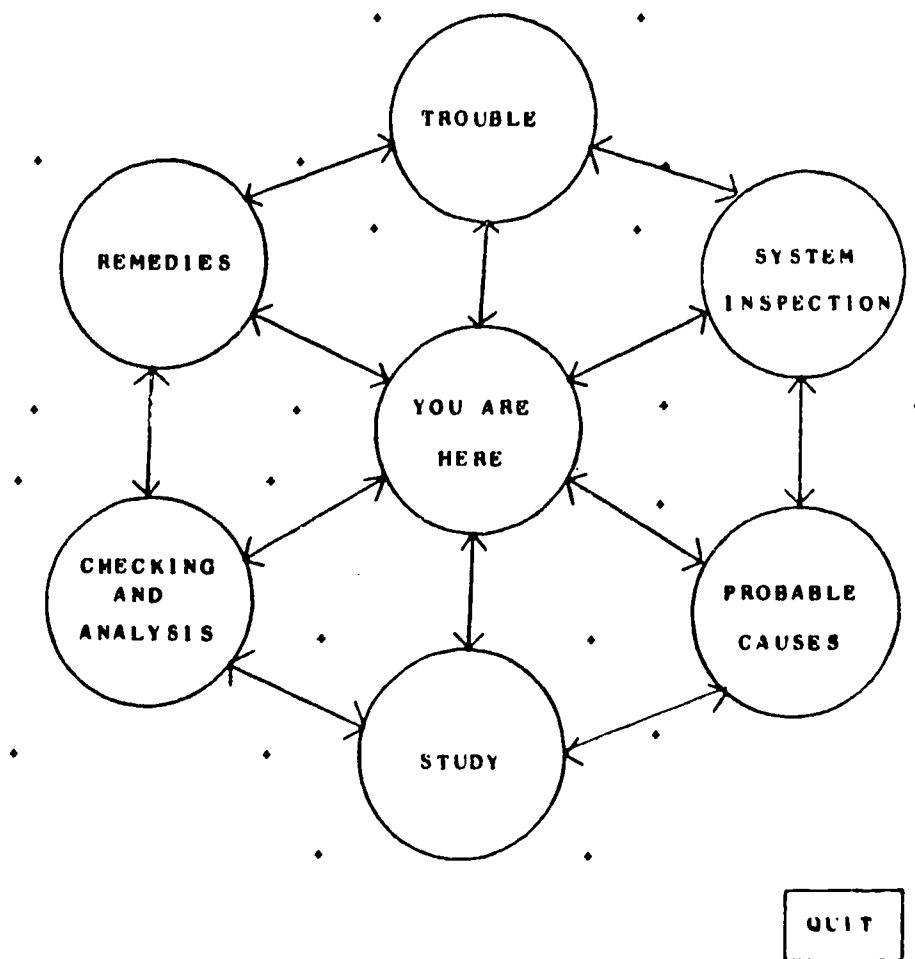 TROUBLE
REMEDIES
SYSTEM
INSPECTION
YOU ARE
HERE
CHECKING
AND
ANALYSIS
PROBABLE
CAUSES
STUDY
QUIT